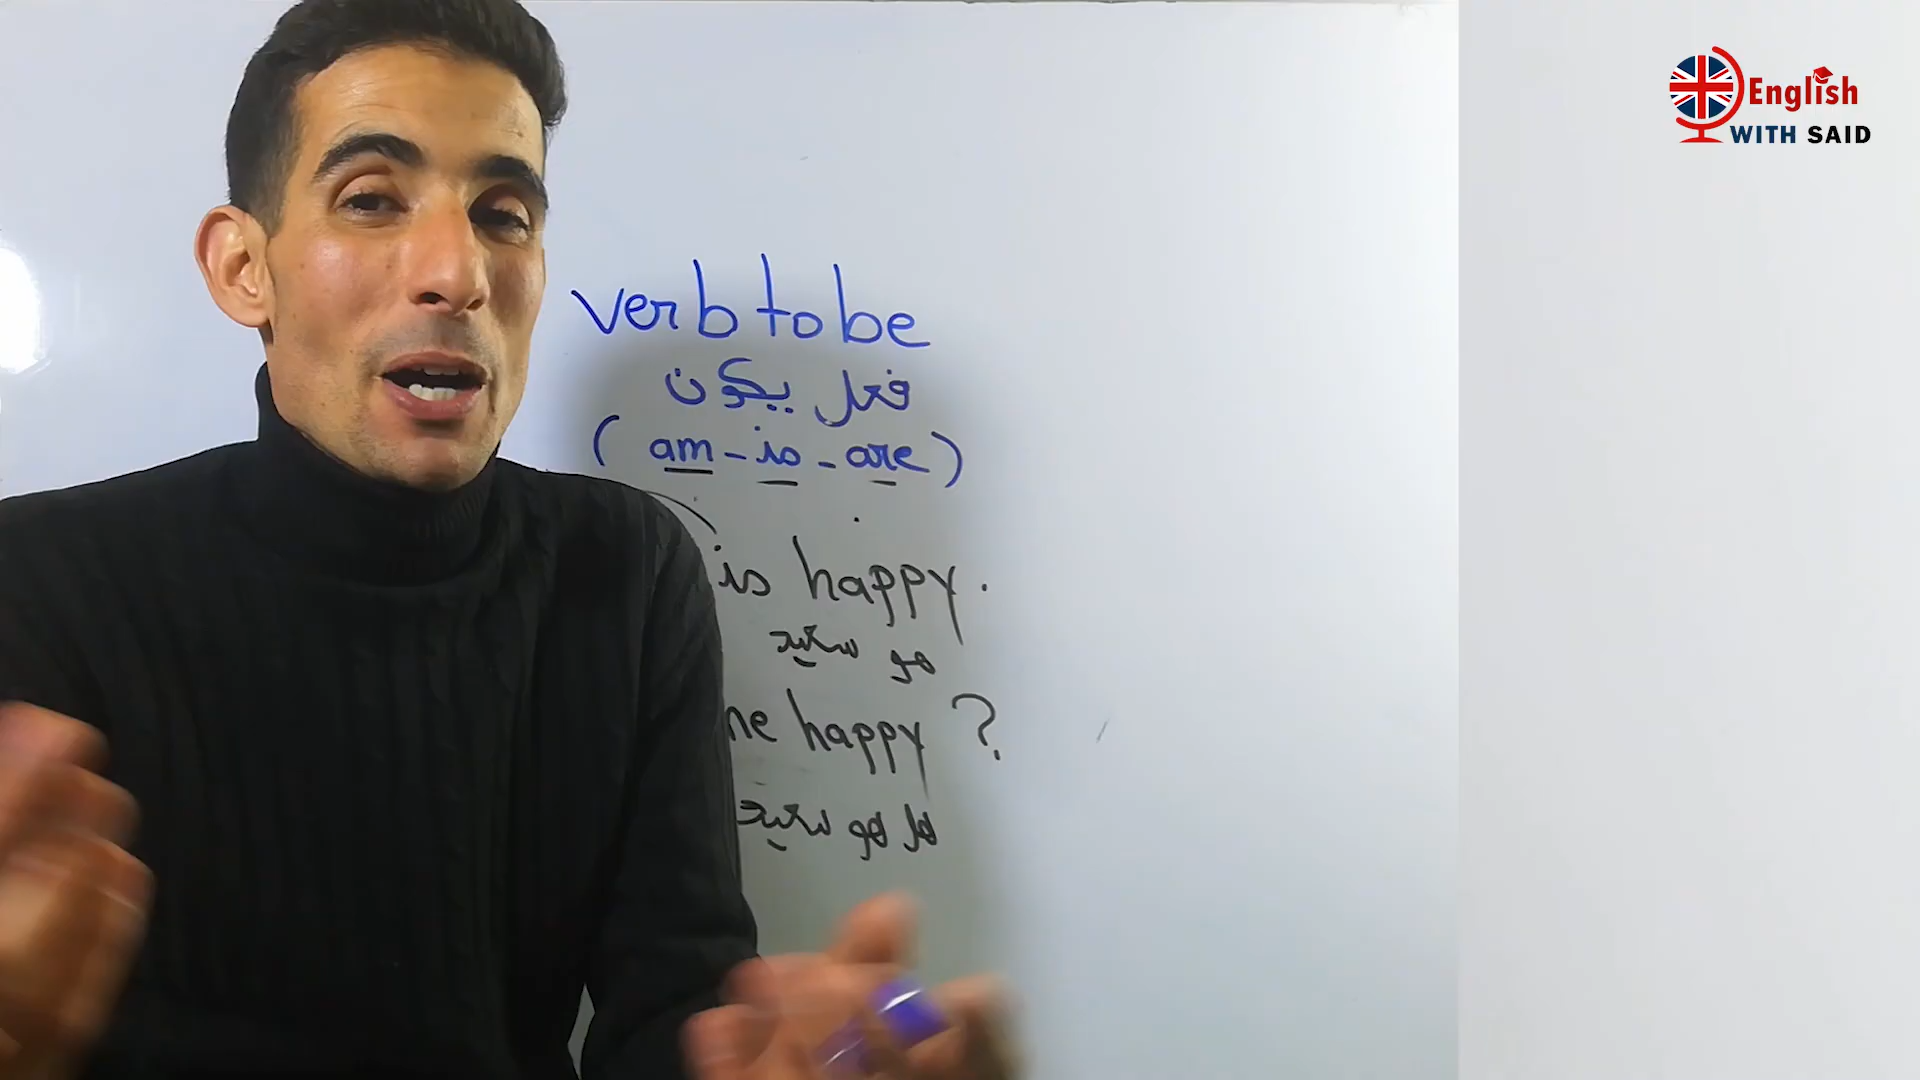 English
WITH SAID
verb to be
فعل يكون
( am - is - are )
is happy.
هو سعيد
he happy ?
هل هو سعيد